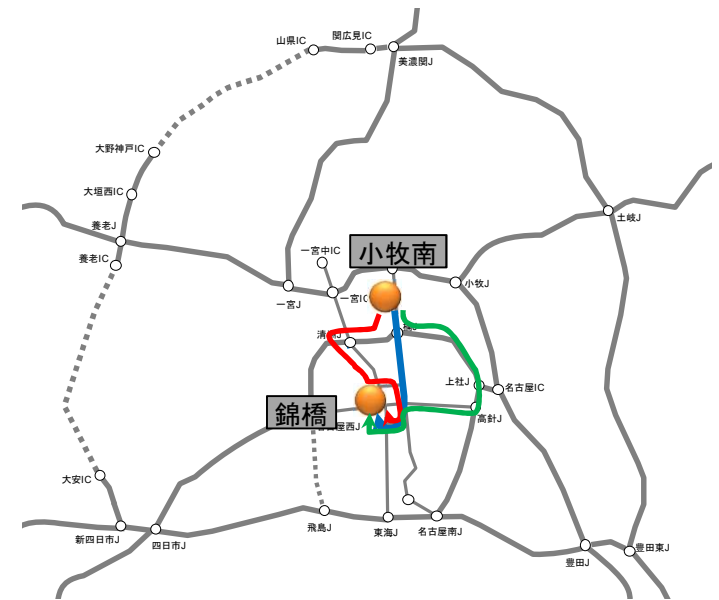 山県IC
関広見IC
美濃関J
大野神戸IC
大垣西IC
土岐J
養老J
一宮中IC
小牧南
養老IC
小牧J
一宮J
一宮IC
上社J
名古屋IC
錦橋
高針J
屋西J
大安IC
飛島J
東海J
名古屋南J
新四日市J
四日市J
豊田東J
豊田J